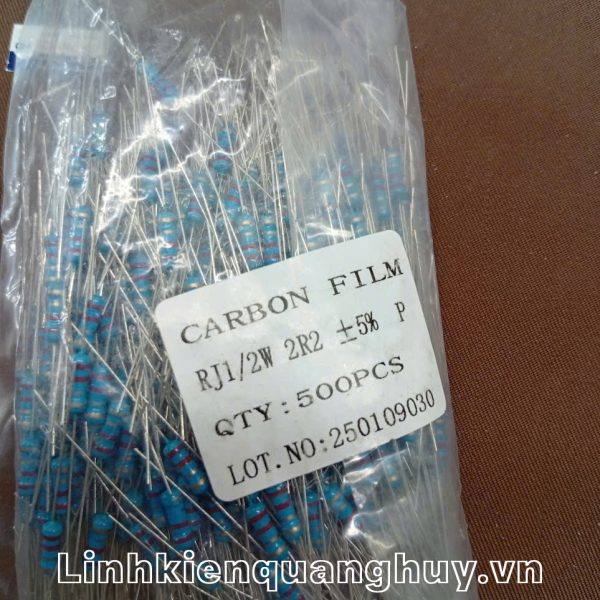 CARBON FILM
RJ1/2W 2R2 ±5% P
QTY:500PCS
LOT.NO:250109030
Linhkienquanghuy.vn